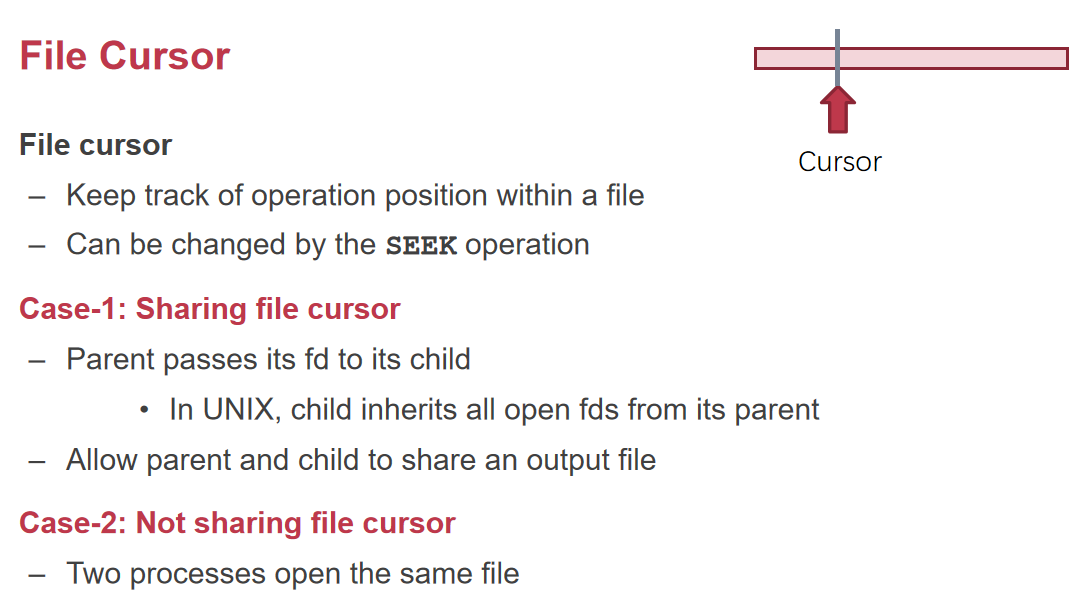 File Cursor
Cursor
File cursor
– Keep track of operation position within a file
– Can be changed by the SEEK operation
Case-1: Sharing file cursor
– Parent passes its fd to its child
• In UNIX, child inherits all open fds from its parent
– Allow parent and child to share an output file
Case-2: Not sharing file cursor
– Two processes open the same file